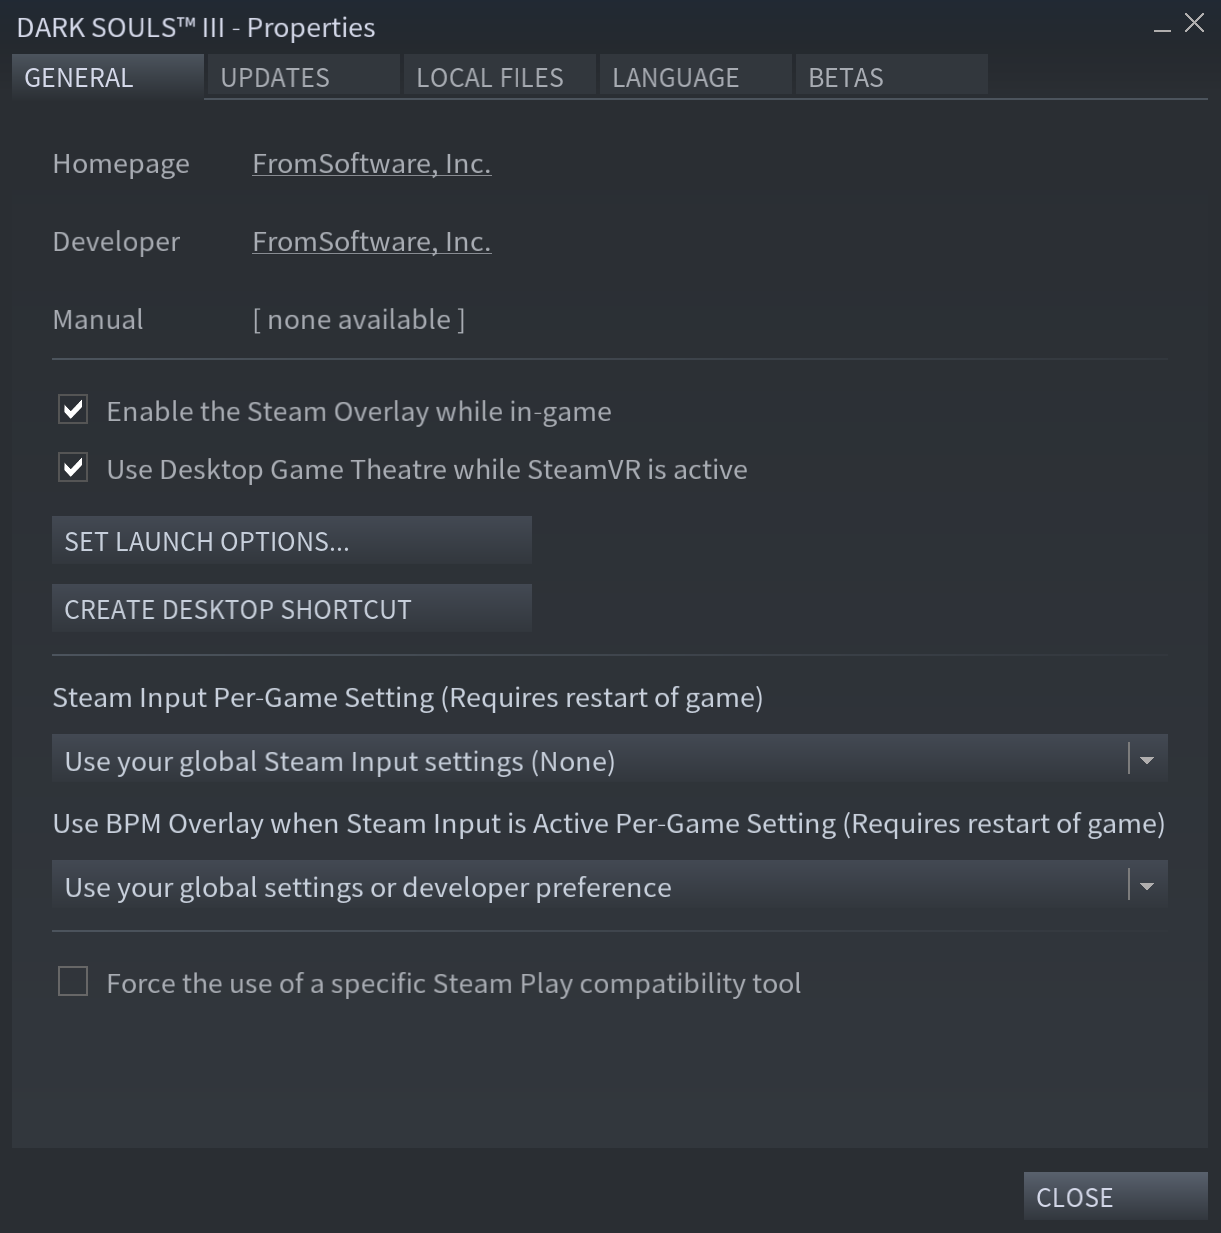 DARK SOULS™ III - Properties
GENERAL
UPDATES
LOCAL FILES
LANGUAGE
BETAS
Homepage
FromSoftware, Inc.
Developer
FromSoftware, Inc.
Manual
[ none available ]
Enable the Steam Overlay while in-game
Use Desktop Game Theatre while SteamVR is active
SET LAUNCH OPTIONS...
CREATE DESKTOP SHORTCUT
Steam Input Per-Game Setting (Requires restart of game)
Use your global Steam Input settings (None)
Use BPM Overlay when Steam Input is Active Per-Game Setting (Requires restart of game)
Use your global settings or developer preference
Force the use of a specific Steam Play compatibility tool
CLOSE